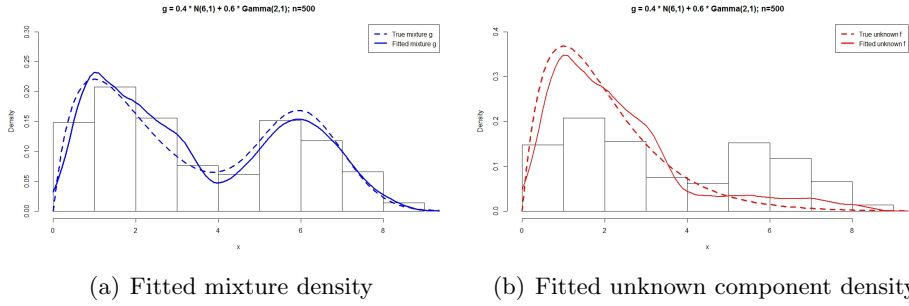 g = 0.4 * N(6,1) + 0.6 * Gamma(2,1); n=500
True mixture g
Fitted mixture g
Density
0.30
0.25
0.20
0.15
0.10
0.05
0.00
0 2 4 6 8
x
(a) Fitted mixture density
g = 0.4 * N(6,1) + 0.6 * Gamma(2,1); n=500
True unknown f
Fitted unknown f
Density
0.4
0.3
0.2
0.1
0.0
0 2 4 6 8
x
(b) Fitted unknown component density